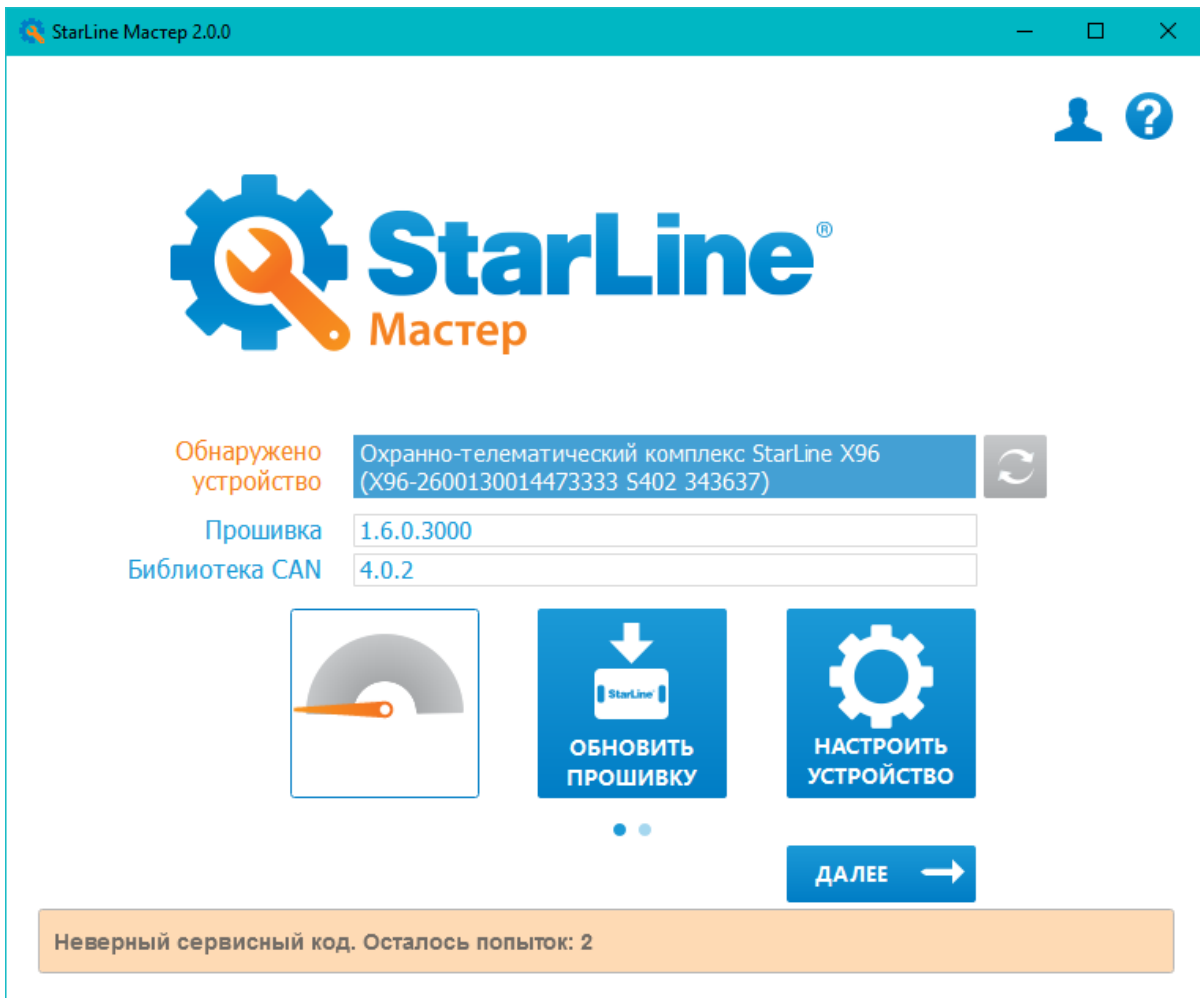 StarLine Мастер 2.0.0
StarLine®
Мастер
Обнаружено
устройство
Охранно-телематический комплекс StarLine X96
(X96-2600130014473333 S402 343637)
Прошивка
1.6.0.3000
Библиотека CAN
4.0.2
StarLine
ОБНОВИТЬ
ПРОШИВКУ
НАСТРОИТЬ
УСТРОЙСТВО
ДАЛЕЕ
Неверный сервисный код. Осталось попыток: 2